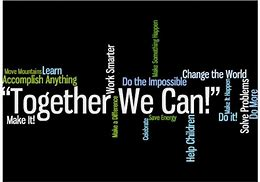 Make Something Happen
Work Smarter
Learn
Move Mountains
Accomplish Anything
Do the Impossible
Change the World
“Together We Can!”
Make It!
Make a Difference
Celebrate
Save Energy
Help Children
Make It Happen
Do it!
Solve Problems
Do More